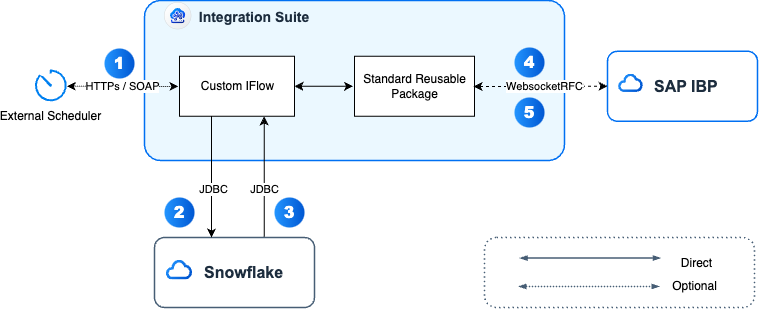 Integration Suite
1
4
HTTPs / SOAP
Custom IFlow
Standard Reusable
Package
WebsocketRFC
SAP IBP
External Scheduler
5
JDBC
JDBC
2
3
Snowflake
Direct
Optional